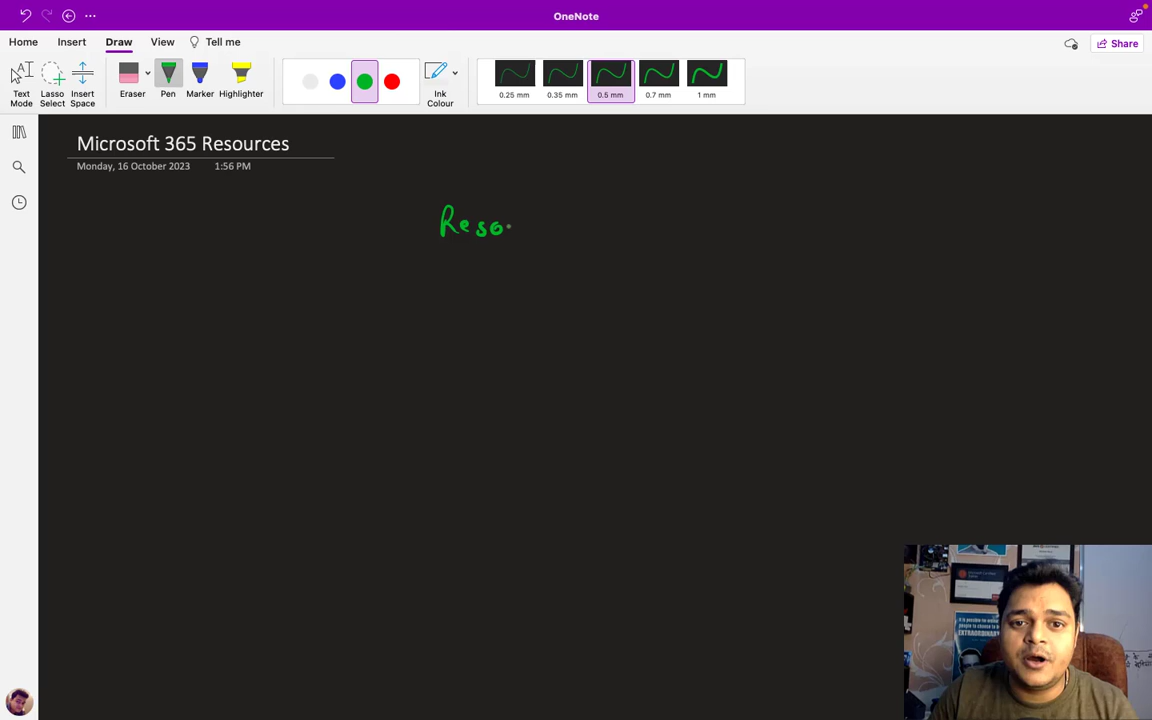 OneNote
Home Insert Draw View Tell me
Share
Text Mode
Lasso Select
Insert Space
Eraser
Pen
Marker
Highlighter
Ink Colour
0.25 mm 0.35 mm 0.5 mm 0.7 mm 1 mm
Microsoft 365 Resources
Monday, 16 October 2023 1:56 PM
Reso
EXTRAORDINARY